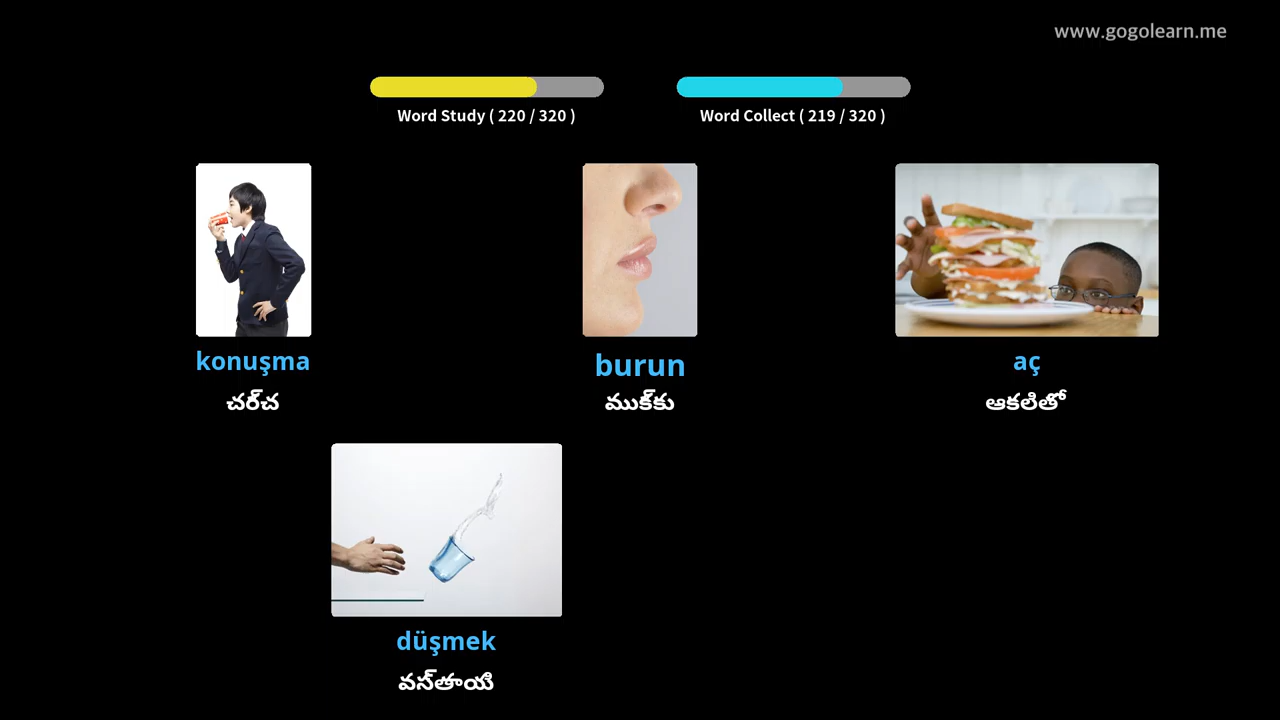 www.gogolearn.me
Word Study ( 220 / 320 )
Word Collect ( 219 / 320 )
konuşma
చర్‌చ
burun
ముక్‌కు
aç
ఆకలితో
düşmek
వస్‌తాయి